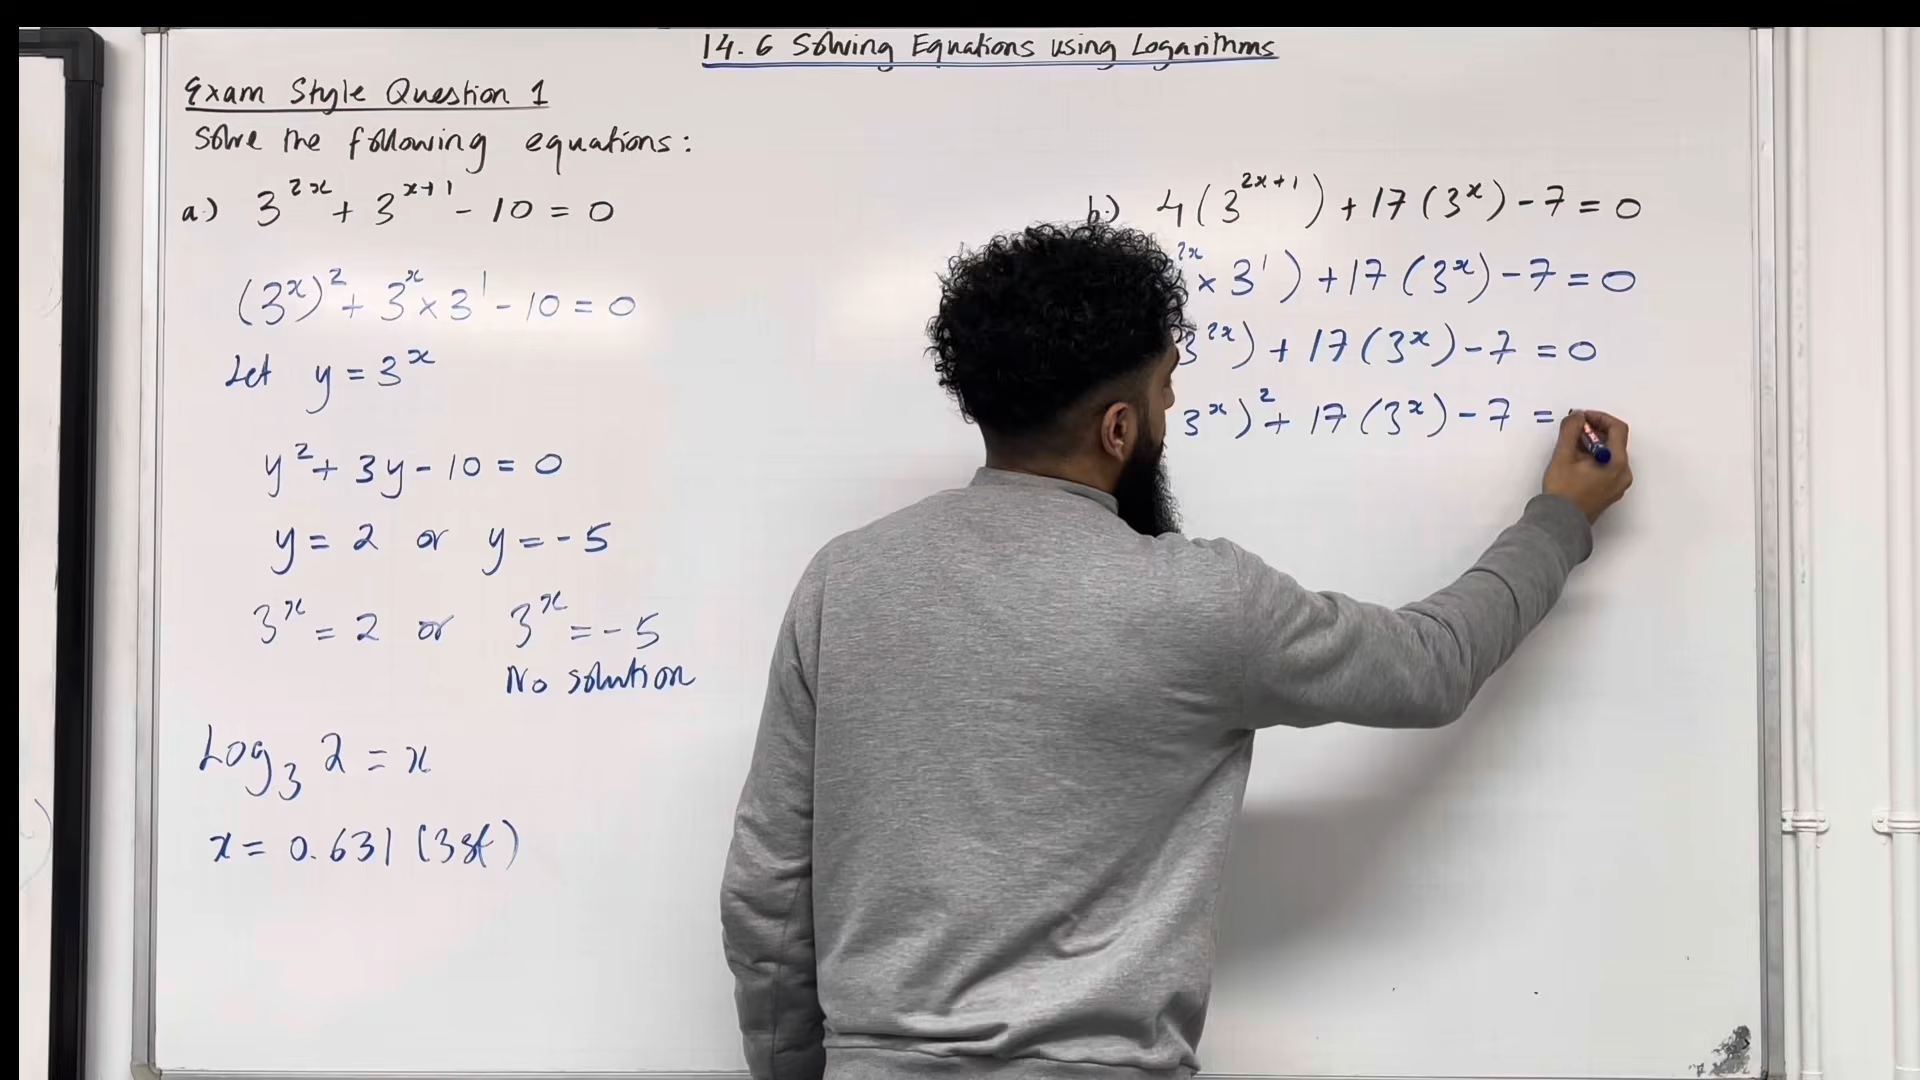 14.6 Solving Equations using Logarithms
Exam Style Question 1
Solve the following equations:
a.) 3^{2x} + 3^{x+1} - 10 = 0
(3^x)^2 + 3^x × 3^1 - 10 = 0
Let y = 3^x
y^2 + 3y - 10 = 0
y = 2 or y = -5
3^x = 2 or 3^x = -5
No solution
Log_3 2 = x
x = 0.631 (3sf)
b.) 4(3^{2x+1}) + 17(3^x) - 7 = 0
^{2x} × 3^1) + 17(3^x) - 7 = 0
3^{2x}) + 17(3^x) - 7 = 0
3^x)^2 + 17(3^x) - 7 =